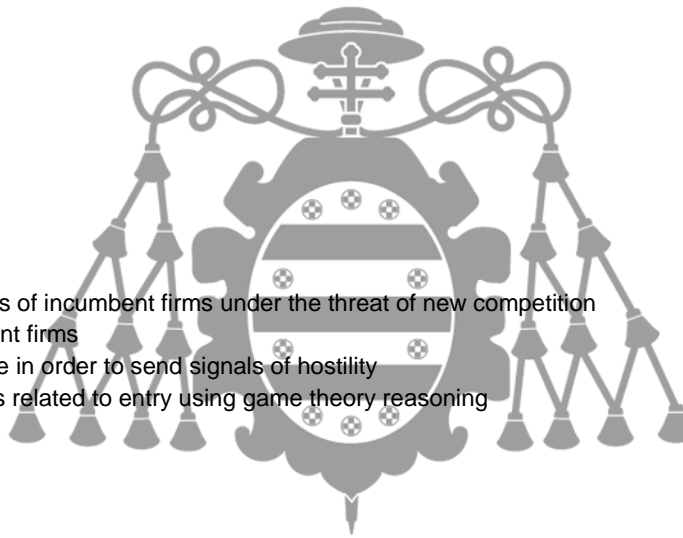 s of incumbent firms under the threat of new competition
nt firms
e in order to send signals of hostility
s related to entry using game theory reasoning